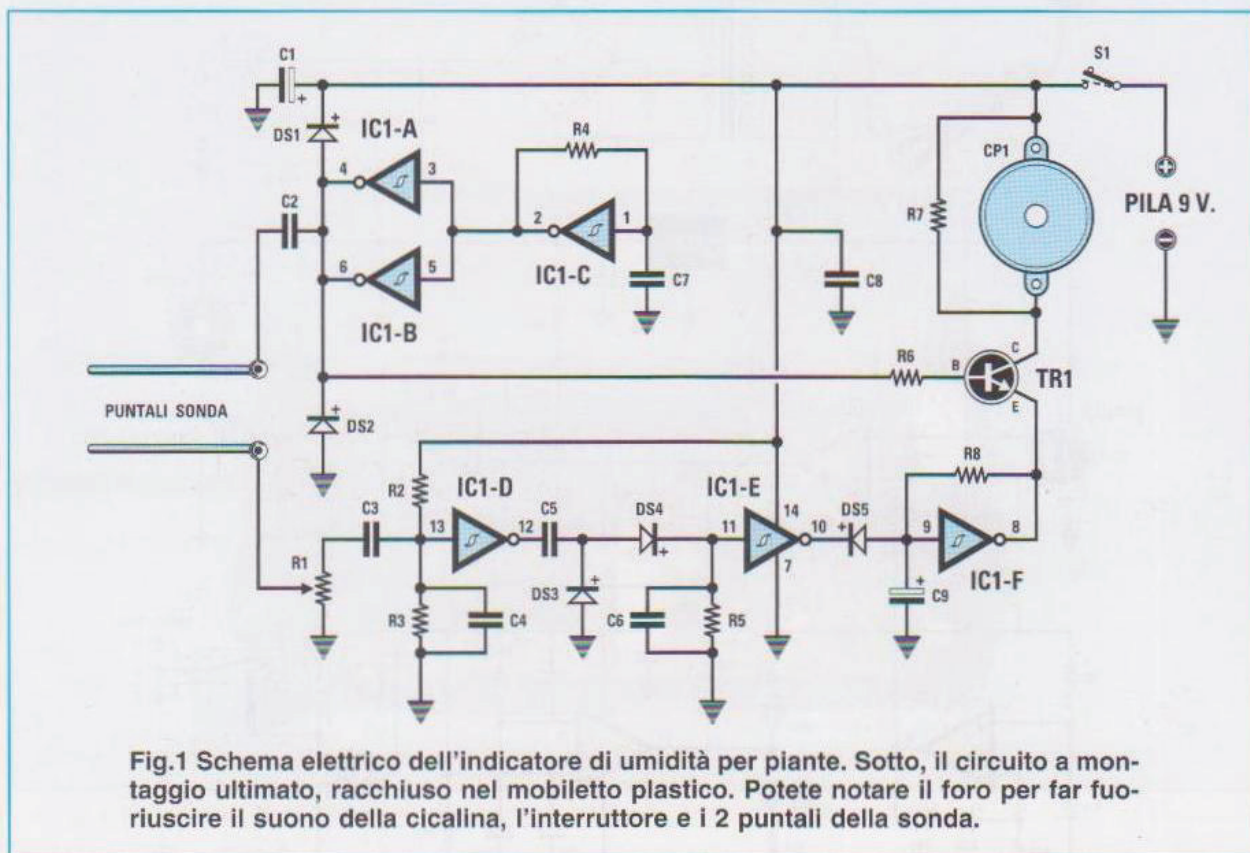 C1
S1
+
DS1
+
IC1-A
R4
CP1
4
3
C2
2
1
R7
PILA 9 V.
6
5
IC1-C
C7
C8
IC1-B
C
R6
B
TR1
PUNTALI SONDA
E
+
DS2
R8
R2
IC1-D
IC1-E
C3
C5
DS4
14
DS5
13
12
11
10
+
9
8
+
7
R1
+
DS3
+
IC1-F
R3
C4
C6
R5
C9
Fig.1 Schema elettrico dell'indicatore di umidità per piante. Sotto, il circuito a mon-
taggio ultimato, racchiuso nel mobiletto plastico. Potete notare il foro per far fuo-
riuscire il suono della cicalina, l'interruttore e i 2 puntali della sonda.